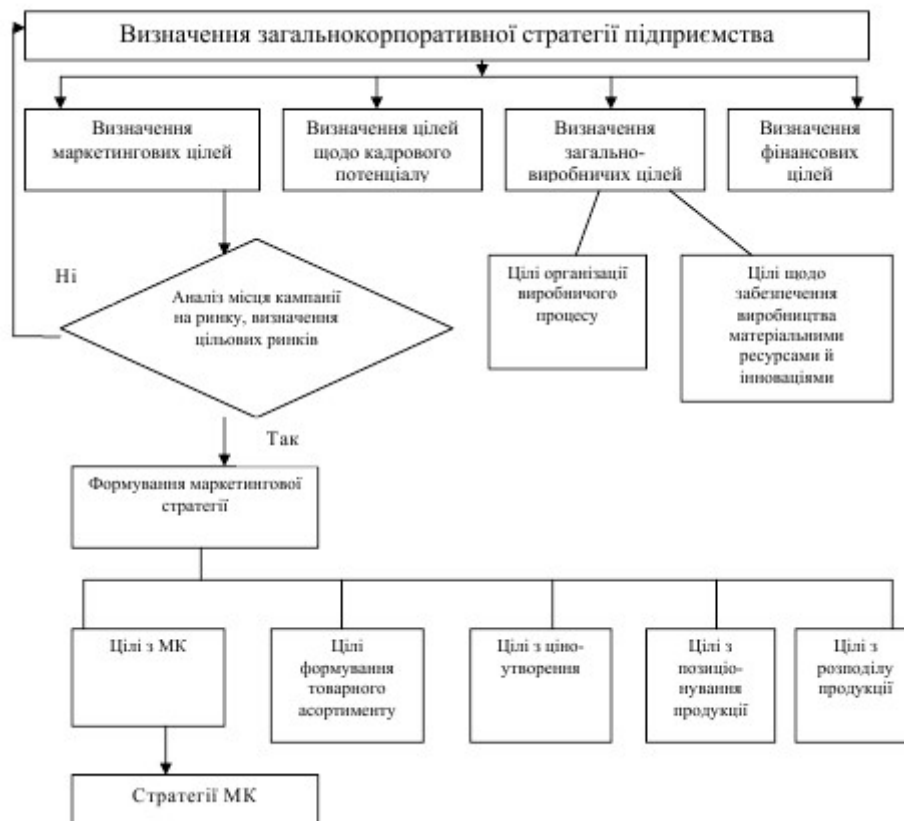 Визначення загальнокорпоративної стратегії підприємства
Визначення
маркетингових цілей
Визначення цілей
щодо кадрового
потенціалу
Визначення
загально-
виробничих цілей
Визначення
фінансових
цілей
Ні
Аналіз місця кампанії
на ринку, визначення
цільових ринків
Цілі організації
виробничого
процесу
Цілі щодо
забезпечення
виробництва
матеріальними
ресурсами й
інноваціями
Так
Формування маркетингової
стратегії
Цілі з МК
Цілі
формування
товарного
асортименту
Цілі з ціно-
утворення
Цілі з
позиціо-
нування
продукції
Цілі з
розподілу
продукції
Стратегії МК